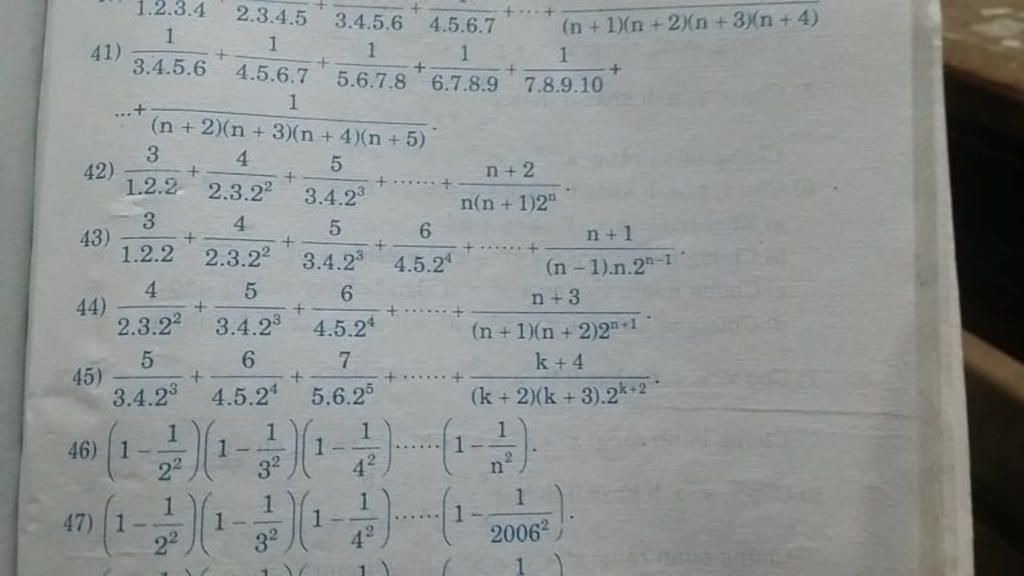 1.2.3.4 + 2.3.4.5 + 3.4.5.6 + 4.5.6.7 + ... + (n + 1)(n + 2)(n + 3)(n + 4)
41) 1/3.4.5.6 + 1/4.5.6.7 + 1/5.6.7.8 + 1/6.7.8.9 + 1/7.8.9.10 +
...+ 1/(n + 2)(n + 3)(n + 4)(n + 5).
42) 3/1.2.2 + 4/2.3.2² + 5/3.4.2³ + ...... + n + 2/n(n + 1)2ⁿ.
43) 3/1.2.2 + 4/2.3.2² + 5/3.4.2³ + 6/4.5.2⁴ + ...... + n + 1/(n − 1).n.2ⁿ⁻¹.
44) 4/2.3.2² + 5/3.4.2³ + 6/4.5.2⁴ + ...... + n + 3/(n + 1)(n + 2)2ⁿ⁺¹.
45) 5/3.4.2³ + 6/4.5.2⁴ + 7/5.6.2⁵ + ...... + k + 4/(k + 2)(k + 3).2ᵏ⁺².
46) (1 − 1/2²)(1 − 1/3²)(1 − 1/4²)......(1 − 1/n²).
47) (1 − 1/2²)(1 − 1/3²)(1 − 1/4²)......(1 − 1/2006²).